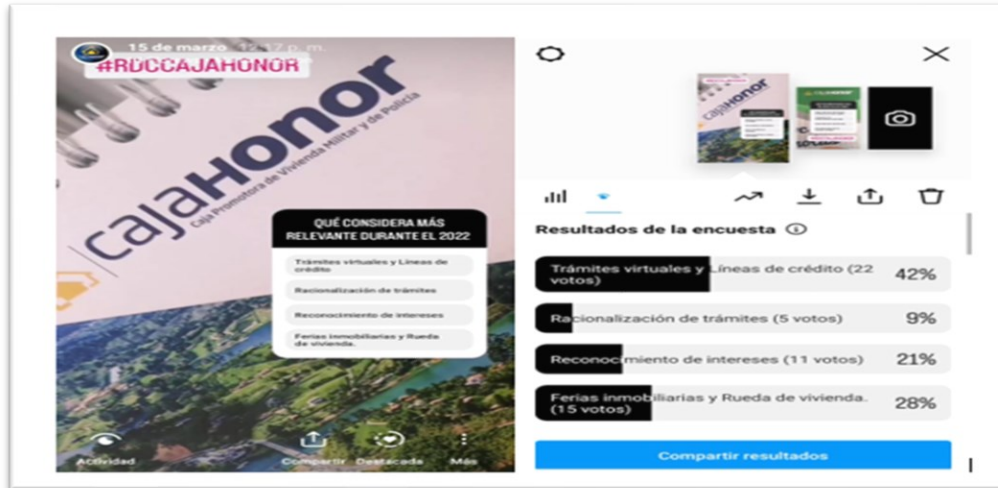 15 de marzo 12:17 p. m.
#RDCCAJAHONOR
cajaHONOR
Caja Promotora de Vivienda Militar y de Policía
QUÉ CONSIDERA MÁS
RELEVANTE DURANTE EL 2022
Trámites virtuales y Líneas de
crédito
Racionalización de trámites
Reconocimiento de intereses
Ferias inmobiliarias y Rueda
de vivienda.
Actividad
Compartir
Destacada
Más
Resultados de la encuesta
Trámites virtuales y Líneas de crédito (22
votos)
42%
Racionalización de trámites (5 votos)
9%
Reconocimiento de intereses (11 votos)
21%
Ferias inmobiliarias y Rueda de vivienda.
(15 votos)
28%
Compartir resultados